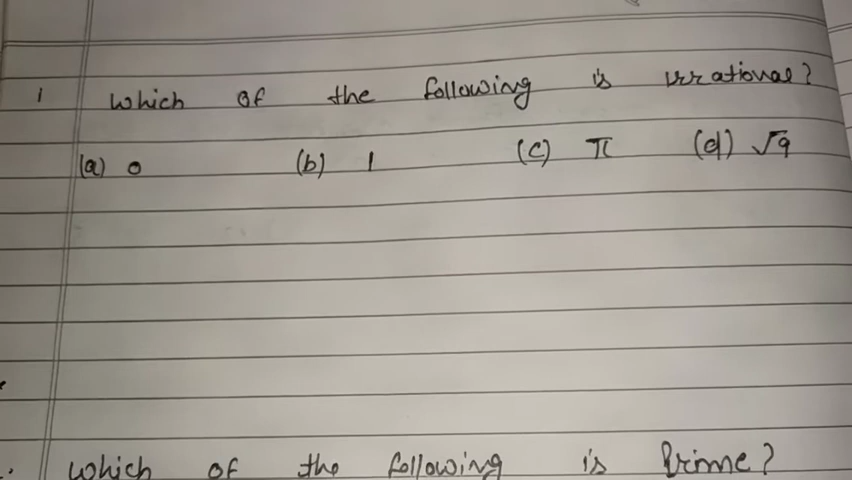 1 Which of the following is irrational?
(a) 0 (b) 1 (c) π (d) √9
Which of the following is Prime?